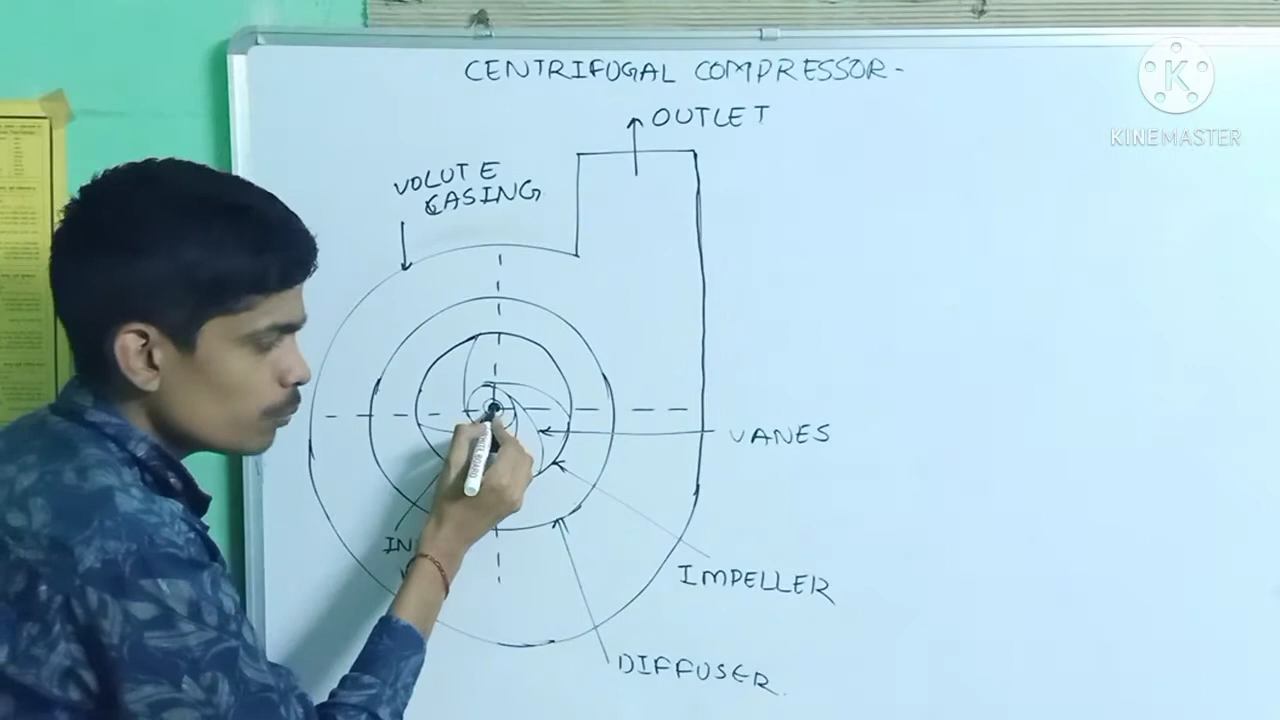 CENTRIFUGAL COMPRESSOR-
K
KINEMASTER
OUTLET
VOLUTE
CASING
VANES
IMPELLER
DIFFUSER.